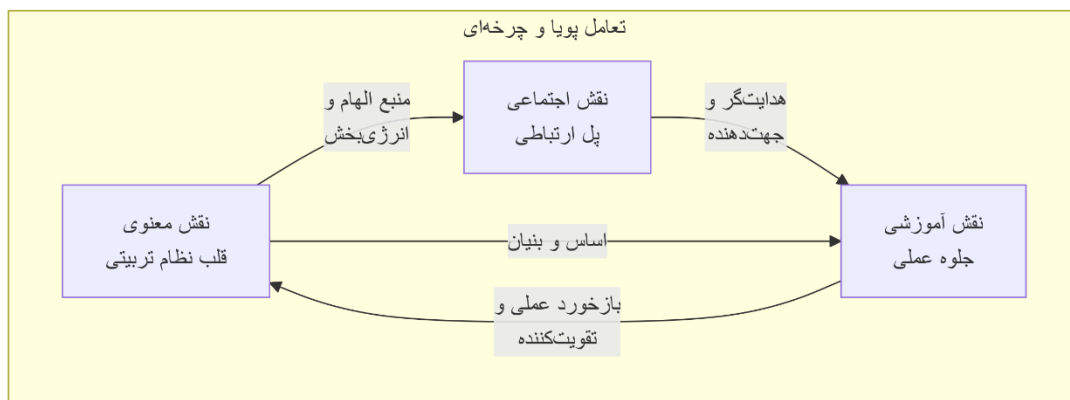 تعامل پویا و چرخه‌ای
نقش اجتماعی
پل ارتباطی
منبع الهام و
انرژی‌بخش
هدایت‌گر و
جهت‌دهنده
نقش معنوی
قلب نظام تربیتی
اساس و بنیان
نقش آموزشی
جلوه عملی
بازخورد عملی و
تقویت‌کننده